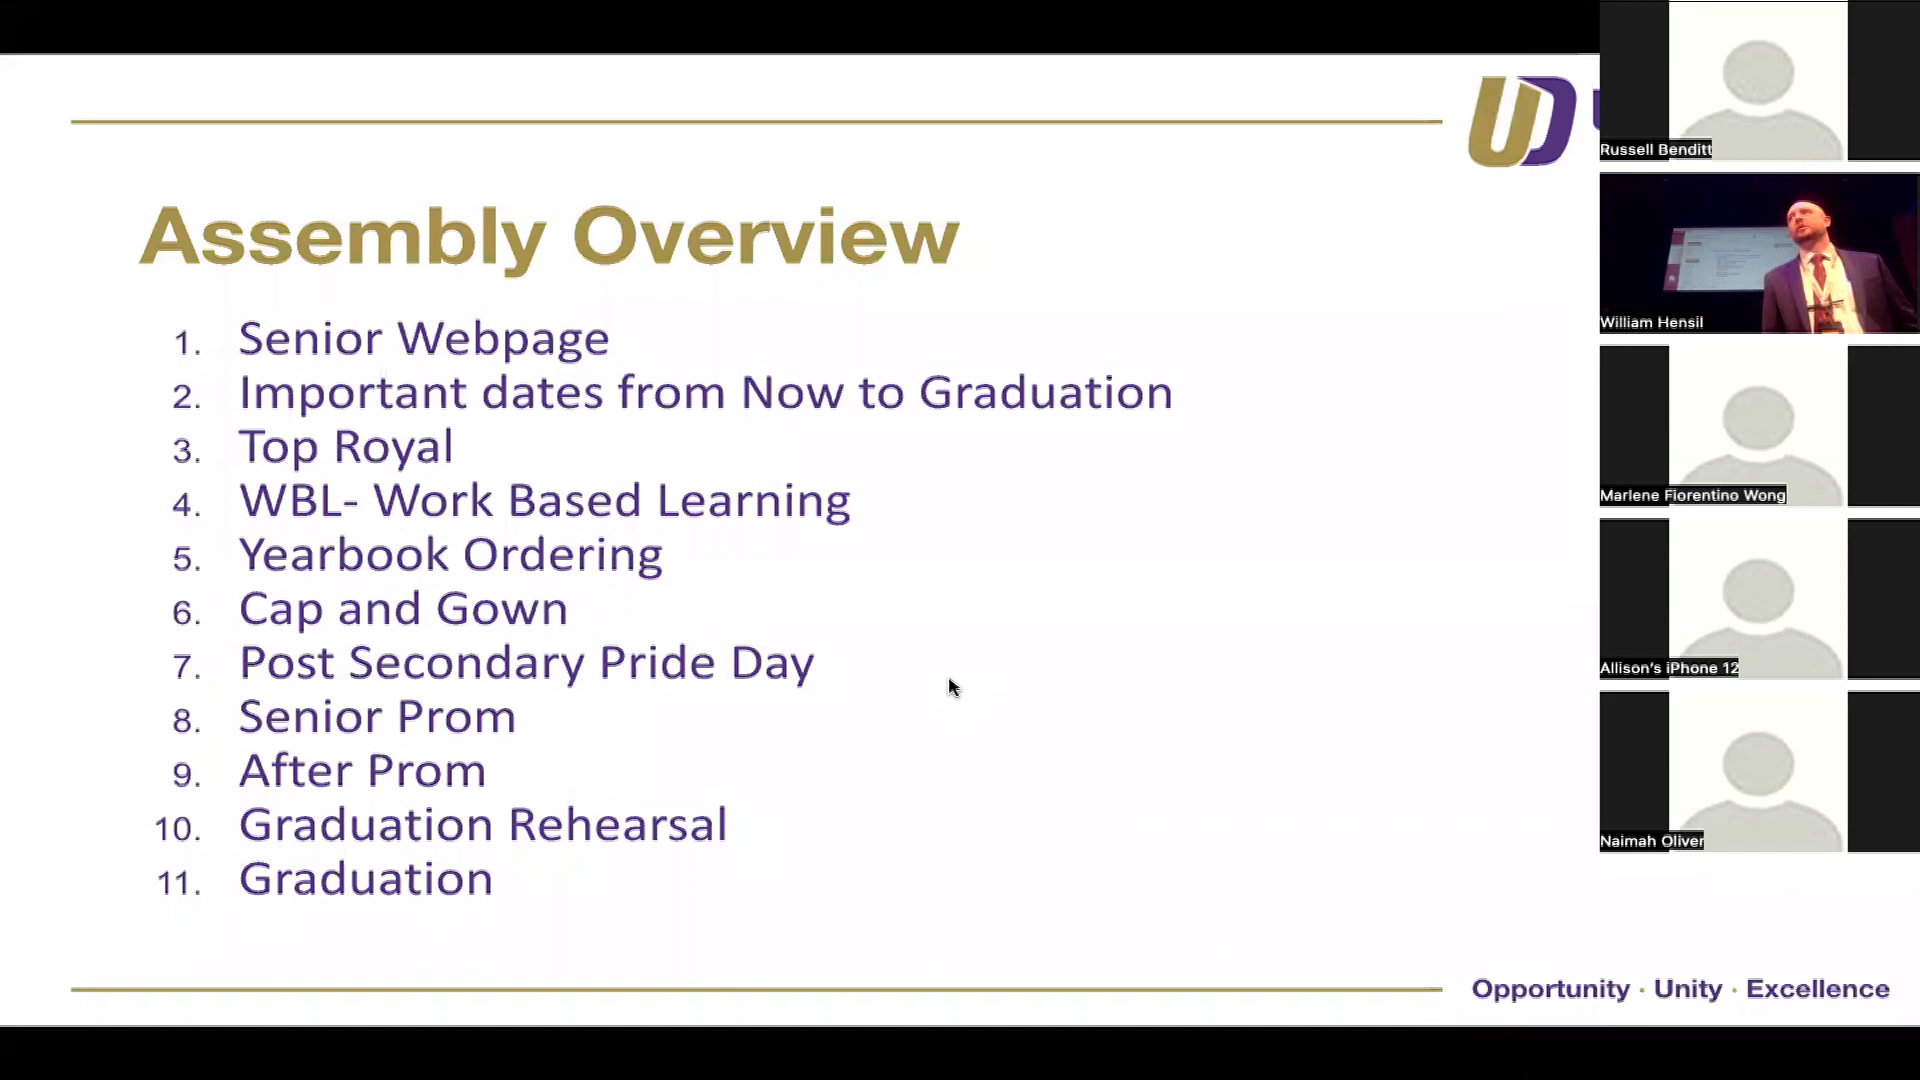 UD
Assembly Overview
1. Senior Webpage
2. Important dates from Now to Graduation
3. Top Royal
4. WBL- Work Based Learning
5. Yearbook Ordering
6. Cap and Gown
7. Post Secondary Pride Day
8. Senior Prom
9. After Prom
10. Graduation Rehearsal
11. Graduation
Opportunity · Unity · Excellence
Russell Benditt
William Hensil
Marlene Fiorentino Wong
Allison’s iPhone 12
Naimah Oliver